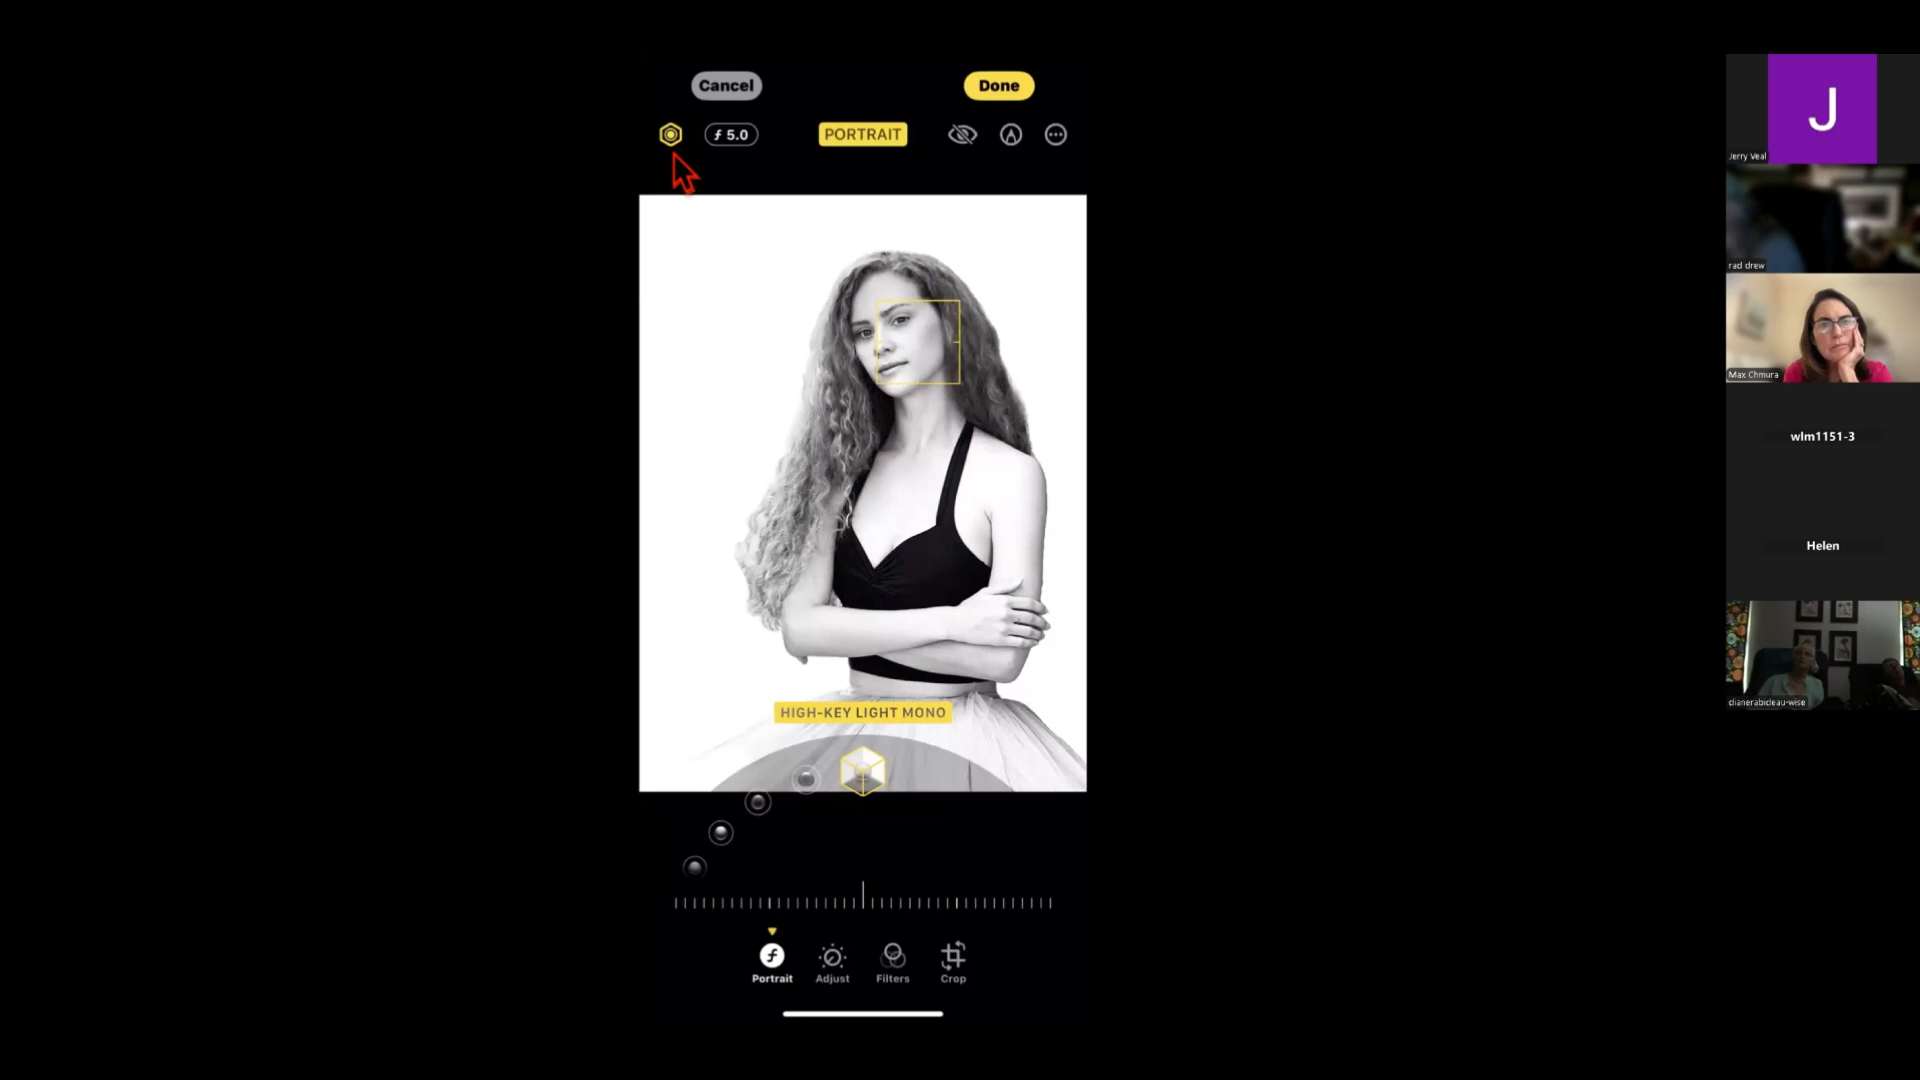 Cancel
Done
ƒ 5.0
PORTRAIT
HIGH-KEY LIGHT MONO
Portrait
Adjust
Filters
Crop
J
Jerry Veal
rad drew
Max Chmura
wlm1151-3
Helen
dianerabideau-wise